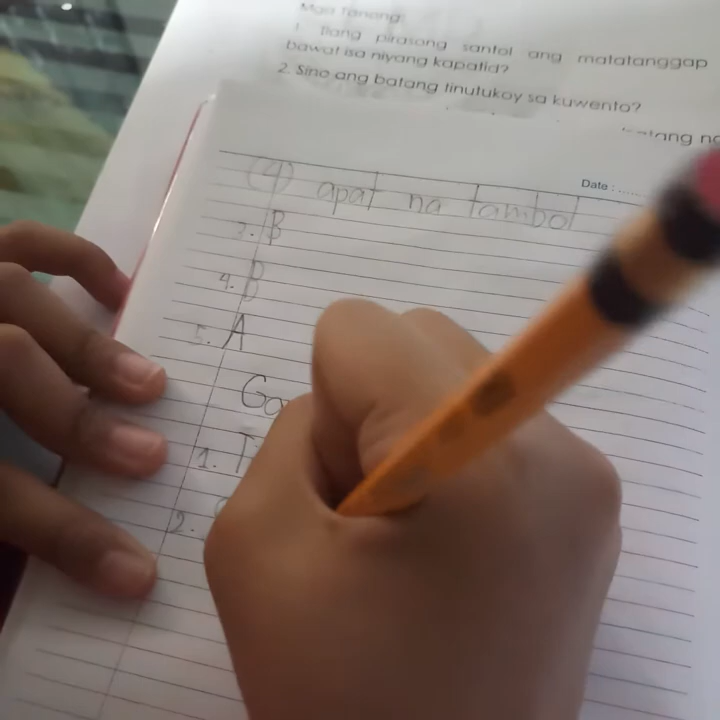 Mga Tanong:
1. Ilang pirasong santol ang matatanggap
bawat isa niyang kapatid?
2. Sino ang batang tinutukoy sa kuwento?
Date : ......
(4) apat na tambol
3. B
4. B
5. A
1. T
2.